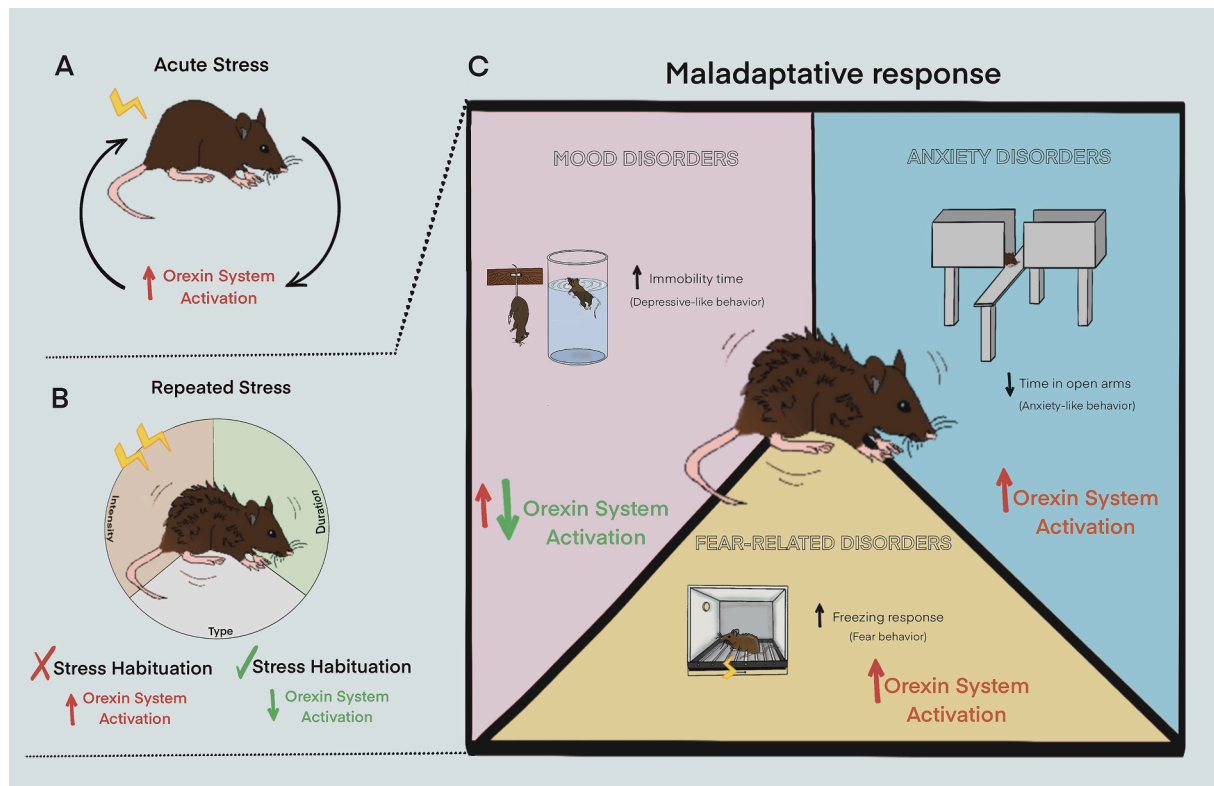 A
Acute Stress
Orexin System
Activation
B
Repeated Stress
Intensity
Duration
Type
Stress Habituation
Orexin System
Activation
Stress Habituation
Orexin System
Activation
C
Maladaptative response
MOOD DISORDERS
Immobility time
(Depressive-like behavior)
Orexin System
Activation
ANXIETY DISORDERS
Time in open arms
(Anxiety-like behavior)
Orexin System
Activation
FEAR-RELATED DISORDERS
Freezing response
(Fear behavior)
Orexin System
Activation